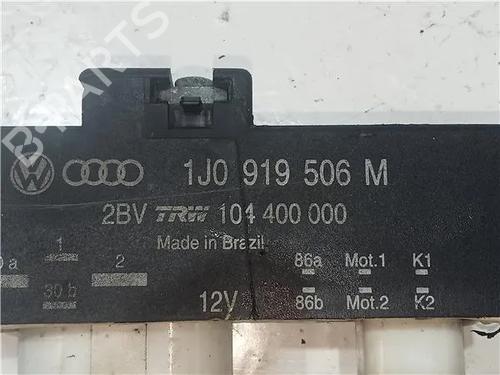 1J0 919 506 M
2BV TRW 104 400 000
Made in Brazil
1
2
30 b
12V
86a Mot.1 K1
86b Mot.2 K2